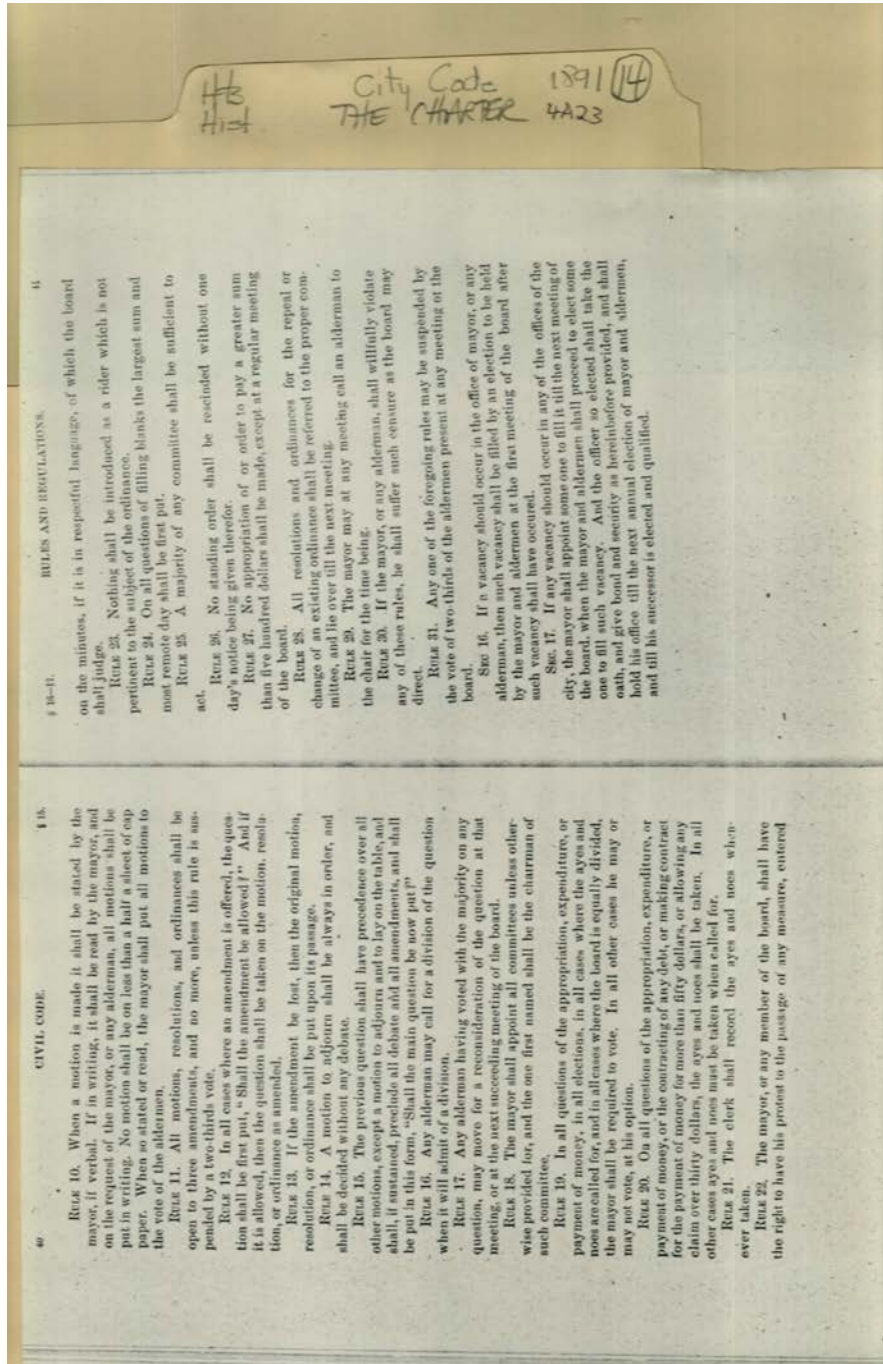 HB City Code 1891 14
Hist THE CHARTER 4A23
40 CIVIL CODE. § 15.
RULE 10. When a motion is made it shall be stated by the
mayor, if verbal. If in writing, it shall be read by the mayor, and
on the request of the mayor, or any alderman, all motions shall be
put in writing. No motion shall be on less than a half a sheet of cap
paper. When so stated or read, the mayor shall put all motions to
the vote of the aldermen.
RULE 11. All motions, resolutions, and ordinances shall be
open to three amendments, and no more, unless this rule is sus-
pended by a two-thirds vote.
RULE 12. In all cases where an amendment is offered, the ques-
tion shall be first put, "Shall the amendment be allowed?" And if
it is allowed, then the question shall be taken on the motion, resolu-
tion, or ordinance as amended.
RULE 13. If the amendment be lost, then the original motion,
resolution, or ordinance shall be put upon its passage.
RULE 14. A motion to adjourn shall be always in order, and
shall be decided without any debate.
RULE 15. The previous question shall have precedence over all
other motions, except a motion to adjourn and to lay on the table, and
shall, if sustained, preclude all debate and all amendments, and shall
be put in this form, "Shall the main question be now put?"
RULE 16. Any alderman may call for a division of the question
when it will admit of a division.
RULE 17. Any alderman having voted with the majority on any
question, may move for a reconsideration of the question at that
meeting, or at the next succeeding meeting of the board.
RULE 18. The mayor shall appoint all committees unless other-
wise provided for, and the one first named shall be the chairman of
such committee.
RULE 19. In all questions of the appropriation, expenditure, or
payment of money, in all elections, in all cases where the ayes and
noes are called for, and in all cases where the board is equally divided,
the mayor shall be required to vote. In all other cases he may or
may not vote, at his option.
RULE 20. On all questions of the appropriation, expenditure, or
payment of money, or the contracting of any debt, or making contract
for the payment of money for more than fifty dollars, or allowing any
claim over thirty dollars, the ayes and noes shall be taken. In all
other cases ayes and noes must be taken when called for.
RULE 21. The clerk shall record the ayes and noes when-
ever taken.
RULE 22. The mayor, or any member of the board, shall have
the right to have his protest to the passage of any measure, entered
§ 16–17. RULES AND REGULATIONS. 41
on the minutes, if it is in respectful language, of which the board
shall judge.
RULE 23. Nothing shall be introduced as a rider which is not
pertinent to the subject of the ordinance.
RULE 24. On all questions of filling blanks the largest sum and
most remote day shall be first put.
RULE 25. A majority of any committee shall be sufficient to
act.
RULE 26. No standing order shall be rescinded without one
day's notice being given therefor.
RULE 27. No appropriation of or order to pay a greater sum
than five hundred dollars shall be made, except at a regular meeting
of the board.
RULE 28. All resolutions and ordinances for the repeal or
change of an existing ordinance shall be referred to the proper com-
mittee, and lie over till the next meeting.
RULE 29. The mayor may at any meeting call an alderman to
the chair for the time being.
RULE 30. If the mayor, or any alderman, shall willfully violate
any of these rules, he shall suffer such censure as the board may
direct.
RULE 31. Any one of the foregoing rules may be suspended by
the vote of two-thirds of the aldermen present at any meeting of the
board.
SEC 16. If a vacancy should occur in the office of mayor, or any
alderman, then such vacancy shall be filled by an election to be held
by the mayor and aldermen at the first meeting of the board after
such vacancy shall have occured.
SEC. 17. If any vacancy should occur in any of the offices of the
city, the mayor shall appoint some one to fill it till the next meeting of
the board, when the mayor and aldermen shall proceed to elect some
one to fill such vacancy. And the officer so elected shall take the
oath, and give bond and security as hereinbefore provided, and shall
hold his office till the next annual election of mayor and aldermen,
and till his successor is elected and qualified.